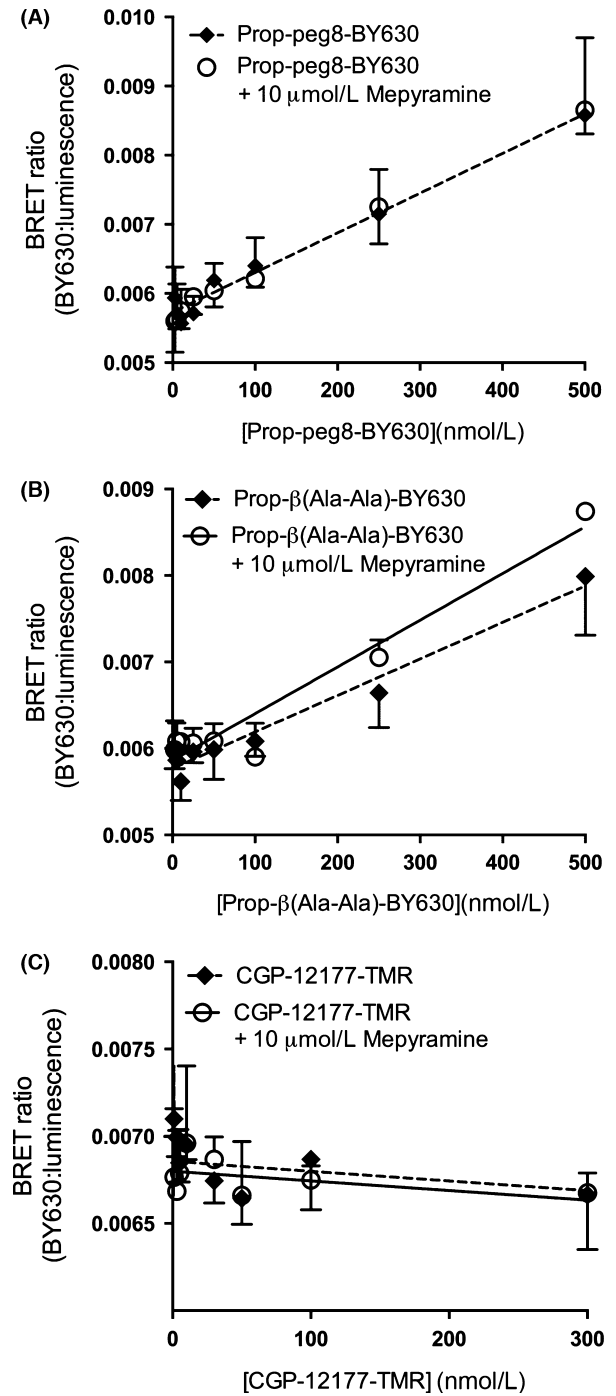 (A)
0.010
0.009
0.008
0.007
0.006
0.005
BRET ratio
(BY630:luminescence)
Prop-peg8-BY630
Prop-peg8-BY630
+ 10 μmol/L Mepyramine
0 100 200 300 400 500
[Prop-peg8-BY630](nmol/L)
(B)
0.009
0.008
0.007
0.006
0.005
BRET ratio
(BY630:luminescence)
Prop-β(Ala-Ala)-BY630
Prop-β(Ala-Ala)-BY630
+ 10 μmol/L Mepyramine
0 100 200 300 400 500
[Prop-β(Ala-Ala)-BY630](nmol/L)
(C)
0.0080
0.0075
0.0070
0.0065
BRET ratio
(BY630:luminescence)
CGP-12177-TMR
CGP-12177-TMR
+ 10 μmol/L Mepyramine
0 100 200 300
[CGP-12177-TMR] (nmol/L)